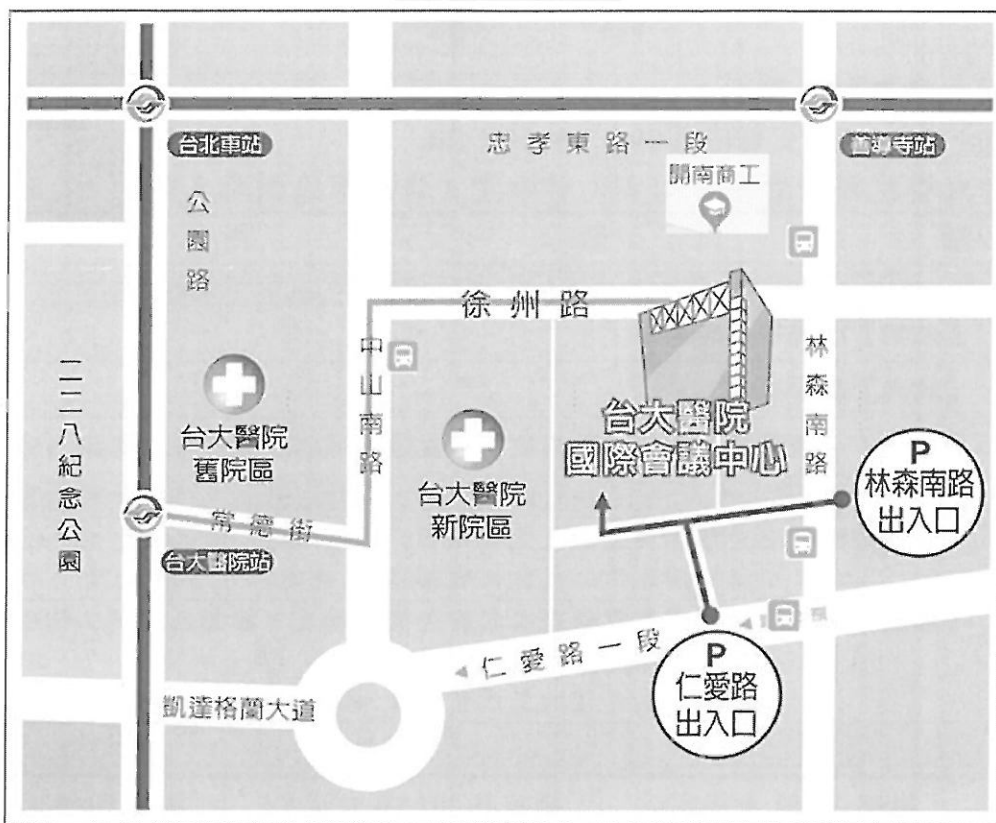 台北車站
忠孝東路一段
善導寺站
開南商工
公園路
徐州路
中山南路
林森南路
二二八紀念公園
台大醫院
舊院區
台大醫院
新院區
台大醫院
國際會議中心
P
林森南路
出入口
常德街
台大醫院站
仁愛路一段
P
仁愛路
出入口
凱達格蘭大道